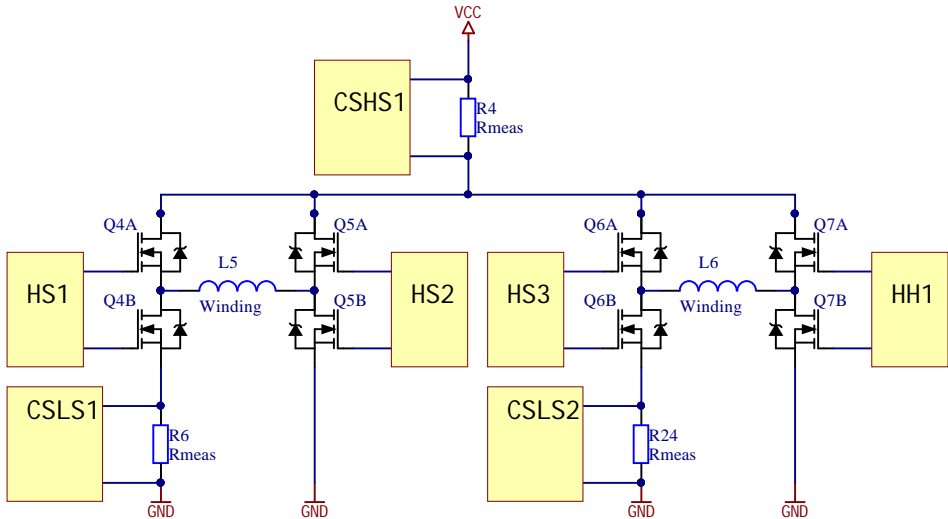 VCC
CSHS1
R4
Rmeas
Q4A
Q5A
Q6A
Q7A
L5
L6
HS1
Winding
HS2
HS3
Winding
HH1
Q4B
Q5B
Q6B
Q7B
CSLS1
CSLS2
R6
Rmeas
R24
Rmeas
GND
GND
GND
GND